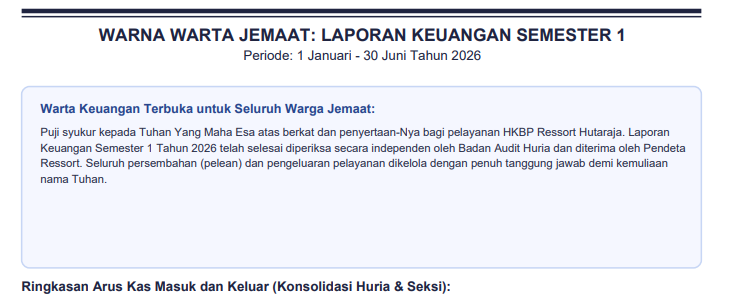 WARNA WARTA JEMAAT: LAPORAN KEUANGAN SEMESTER 1
Periode: 1 Januari - 30 Juni Tahun 2026
Warta Keuangan Terbuka untuk Seluruh Warga Jemaat:
Puji syukur kepada Tuhan Yang Maha Esa atas berkat dan penyertaan-Nya bagi pelayanan HKBP Ressort Hutaraja. Laporan
Keuangan Semester 1 Tahun 2026 telah selesai diperiksa secara independen oleh Badan Audit Huria dan diterima oleh Pendeta
Ressort. Seluruh persembahan (pelean) dan pengeluaran pelayanan dikelola dengan penuh tanggung jawab demi kemuliaan
nama Tuhan.
Ringkasan Arus Kas Masuk dan Keluar (Konsolidasi Huria & Seksi):